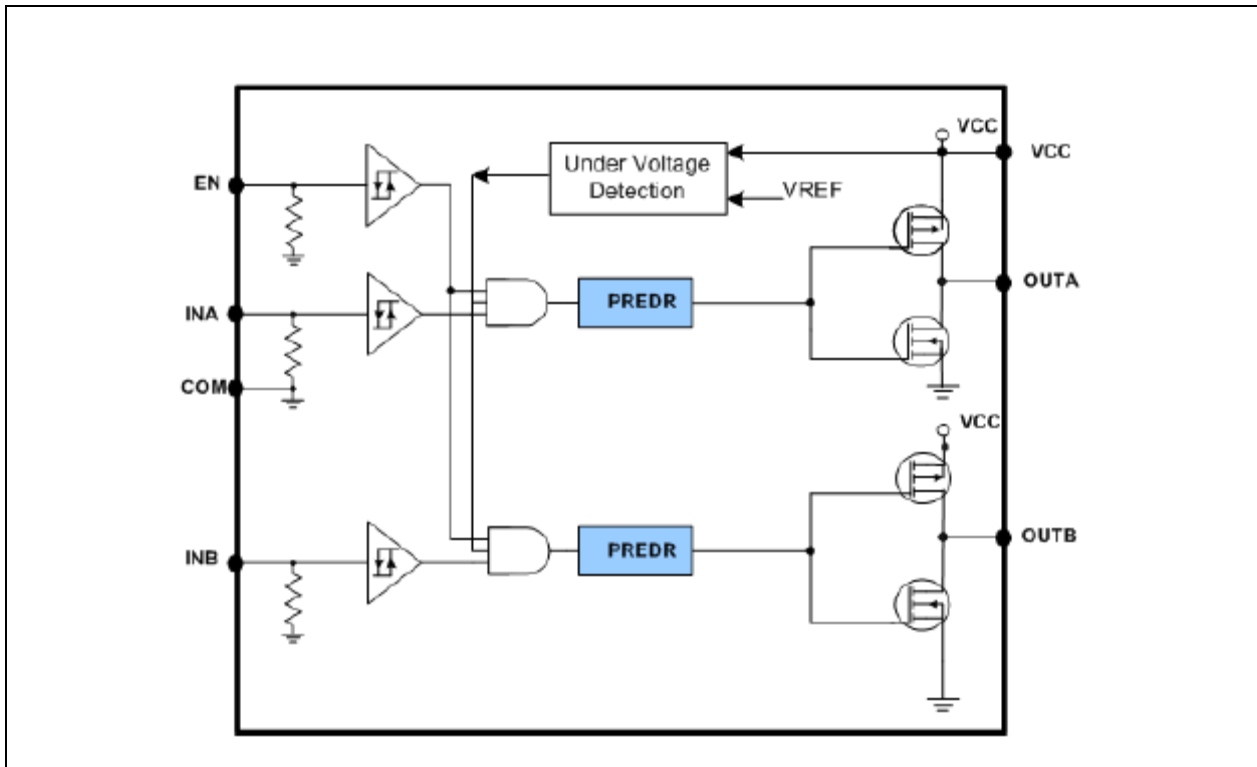 VCC
VCC
Under Voltage
Detection
VREF
EN
INA
PREDR
OUTA
COM
VCC
INB
PREDR
OUTB